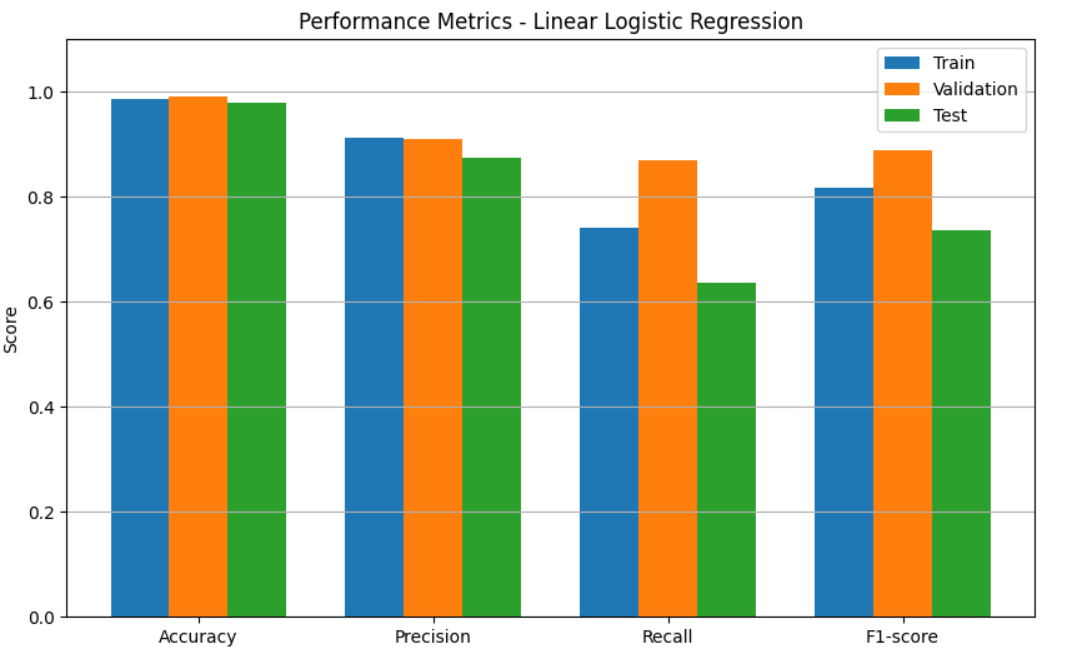 Performance Metrics - Linear Logistic Regression
Train
Validation
Test
Score
1.0
0.8
0.6
0.4
0.2
0.0
Accuracy
Precision
Recall
F1-score